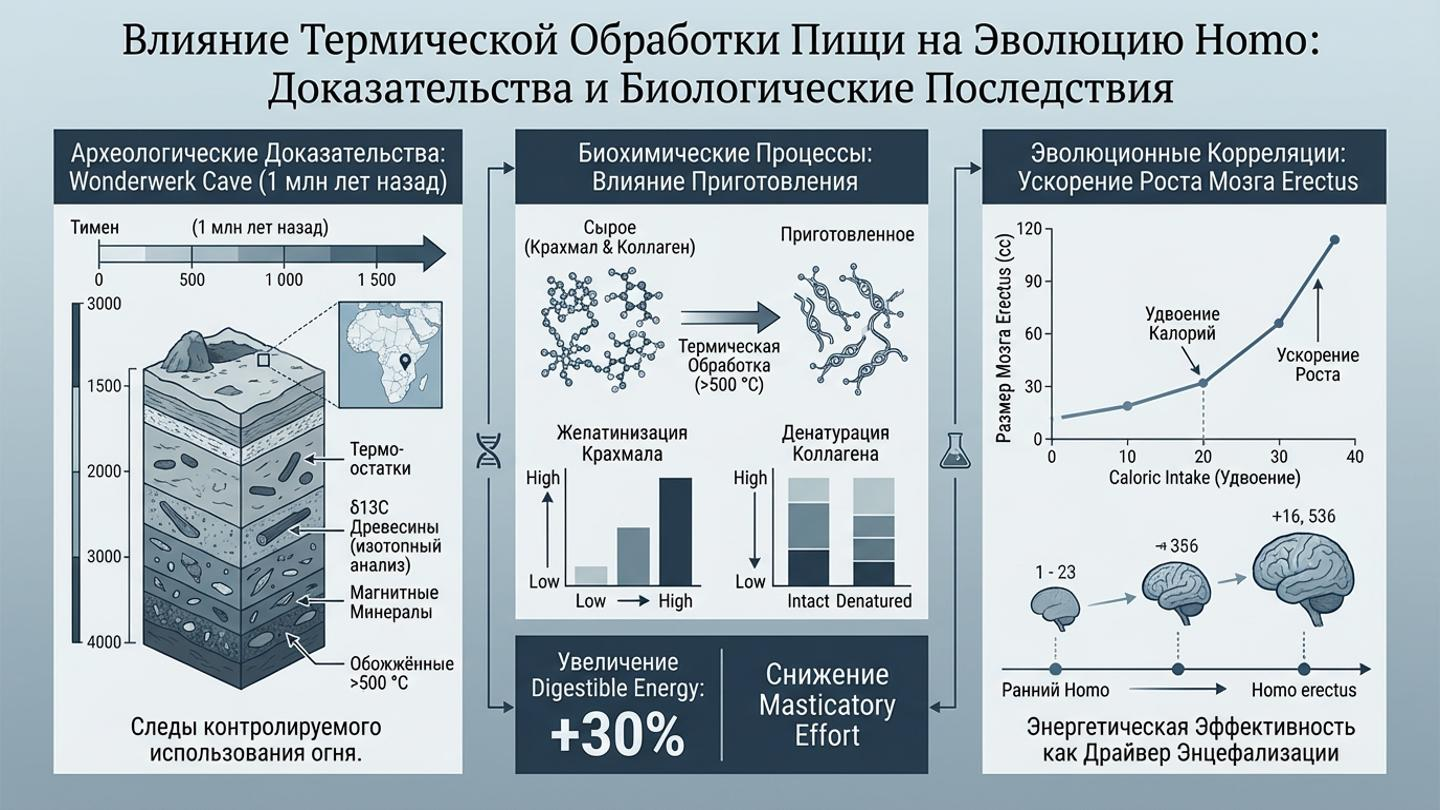 Влияние Термической Обработки Пищи на Эволюцию Homo:
Доказательства и Биологические Последствия
Археологические Доказательства:
Wonderwerk Cave (1 млн лет назад)
Тимен
(1 млн лет назад)
0
500
1 000
1 500
3000
1500
2000
3000
4000
Термо-
остатки
δ13C
Древесины
(изотопный
анализ)
Магнитные
Минералы
Обожжённые
>500 °C
Следы контролируемого
использования огня.
Биохимические Процессы:
Влияние Приготовления
Сырое
(Крахмал & Коллаген)
Приготовленное
Термическая
Обработка
(>500 °C)
Желатинизация
Крахмала
High
Low
Low
High
Денатурация
Коллагена
High
Low
Intact Denatured
Увеличение
Digestible Energy:
+30%
Снижение
Masticatory
Effort
Эволюционные Корреляции:
Ускорение Роста Мозга Erectus
Размер Мозга Erectus (cc)
120
90
60
30
0
Удвоение
Калорий
Ускорение
Роста
0
10
20
30
40
Caloric Intake (Удвоение)
1 - 23
356
+16, 536
Ранний Homo
Homo erectus
Энергетическая Эффективность
как Драйвер Энцефализации